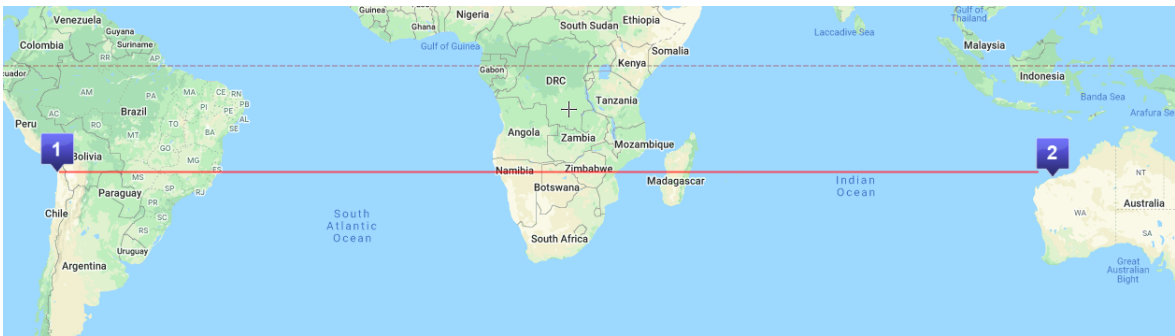 Venezuela
Guyana
Suriname
Colombia
RR
AP
cuador
AM
PA
MA
CE
RN
PB
PI
PE
AL
SE
Brazil
AC
RO
TO
MT
BA
Peru
GO
1
Bolivia
MG
MS
ES
SP
RJ
Paraguay
PR
SC
Chile
RS
Uruguay
Argentina
South
Atlantic
Ocean
Guinea
Ghana
Nigeria
Gulf of Guinea
South Sudan
Ethiopia
Somalia
Kenya
Gabon
DRC
Tanzania
Angola
Zambia
Mozambique
Namibia
Zimbabwe
Botswana
Madagascar
South Africa
Indian
Ocean
Laccadive Sea
Gulf of
Thailand
Malaysia
Indonesia
Banda Sea
Arafura Se
2
NT
Australia
WA
SA
Great
Australian
Bight